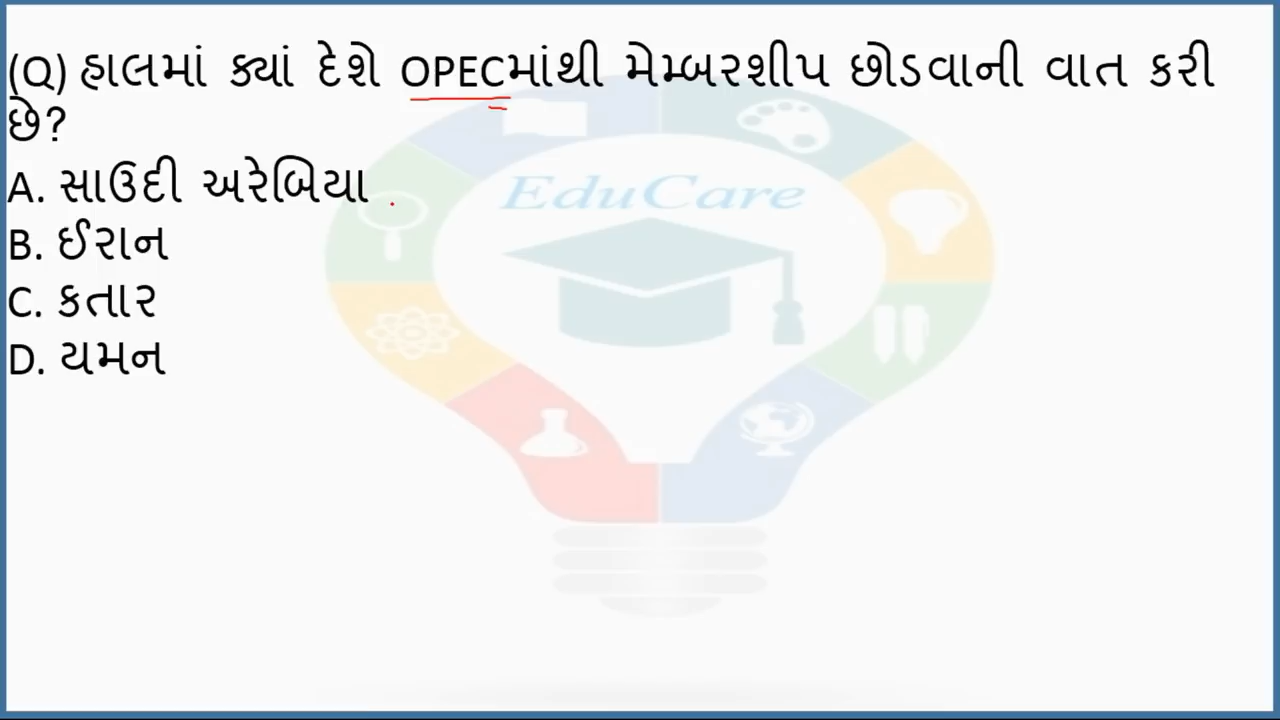 (Q) હાલમાં ક્યાં દેશે OPECમાંથી મેમ્બરશીપ છોડવાની વાત કરી
છે?
A. સાઉદી અરેબિયા
B. ઈરાન
C. કતાર
D. યમન
EduCare